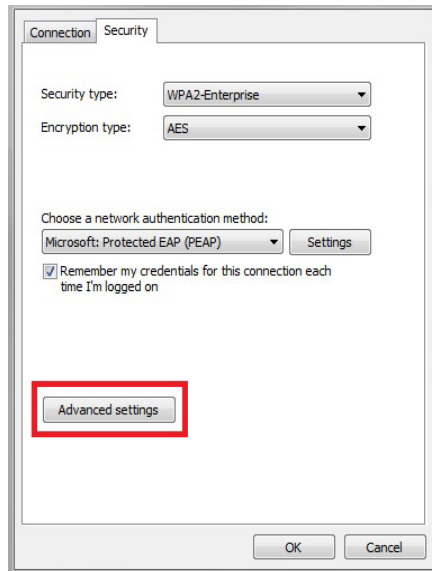 Connection Security
Security type: WPA2-Enterprise
Encryption type: AES
Choose a network authentication method:
Microsoft: Protected EAP (PEAP) Settings
Remember my credentials for this connection each
time I'm logged on
Advanced settings
OK Cancel